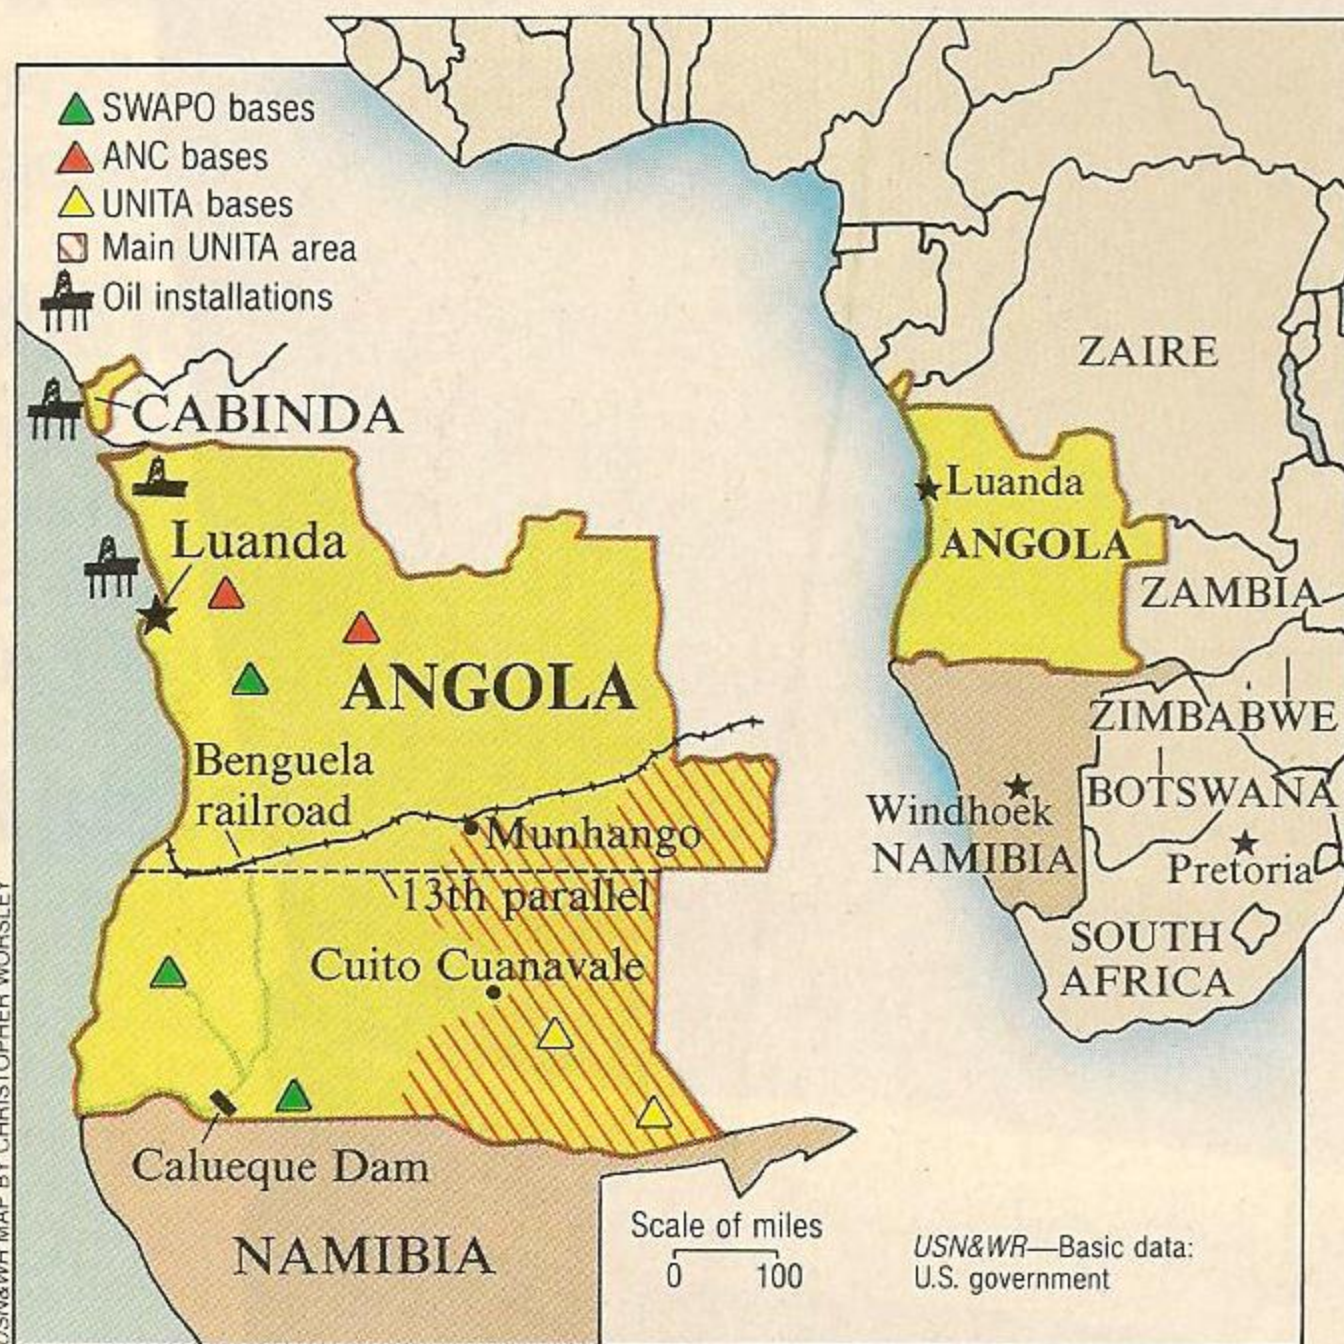 SWAPO bases
ANC bases
UNITA bases
Main UNITA area
Oil installations
CABINDA
Luanda
ANGOLA
Benguela
railroad
Munhango
13th parallel
Cuito Cuanavale
Calueque Dam
NAMIBIA
Scale of miles
0 100
USN&WR—Basic data:
U.S. government
ZAIRE
Luanda
ANGOLA
ZAMBIA
ZIMBABWE
BOTSWANA
Windhoek
NAMIBIA
Pretoria
SOUTH
AFRICA
USN&WR MAP BY CHRISTOPHER WORSLEY